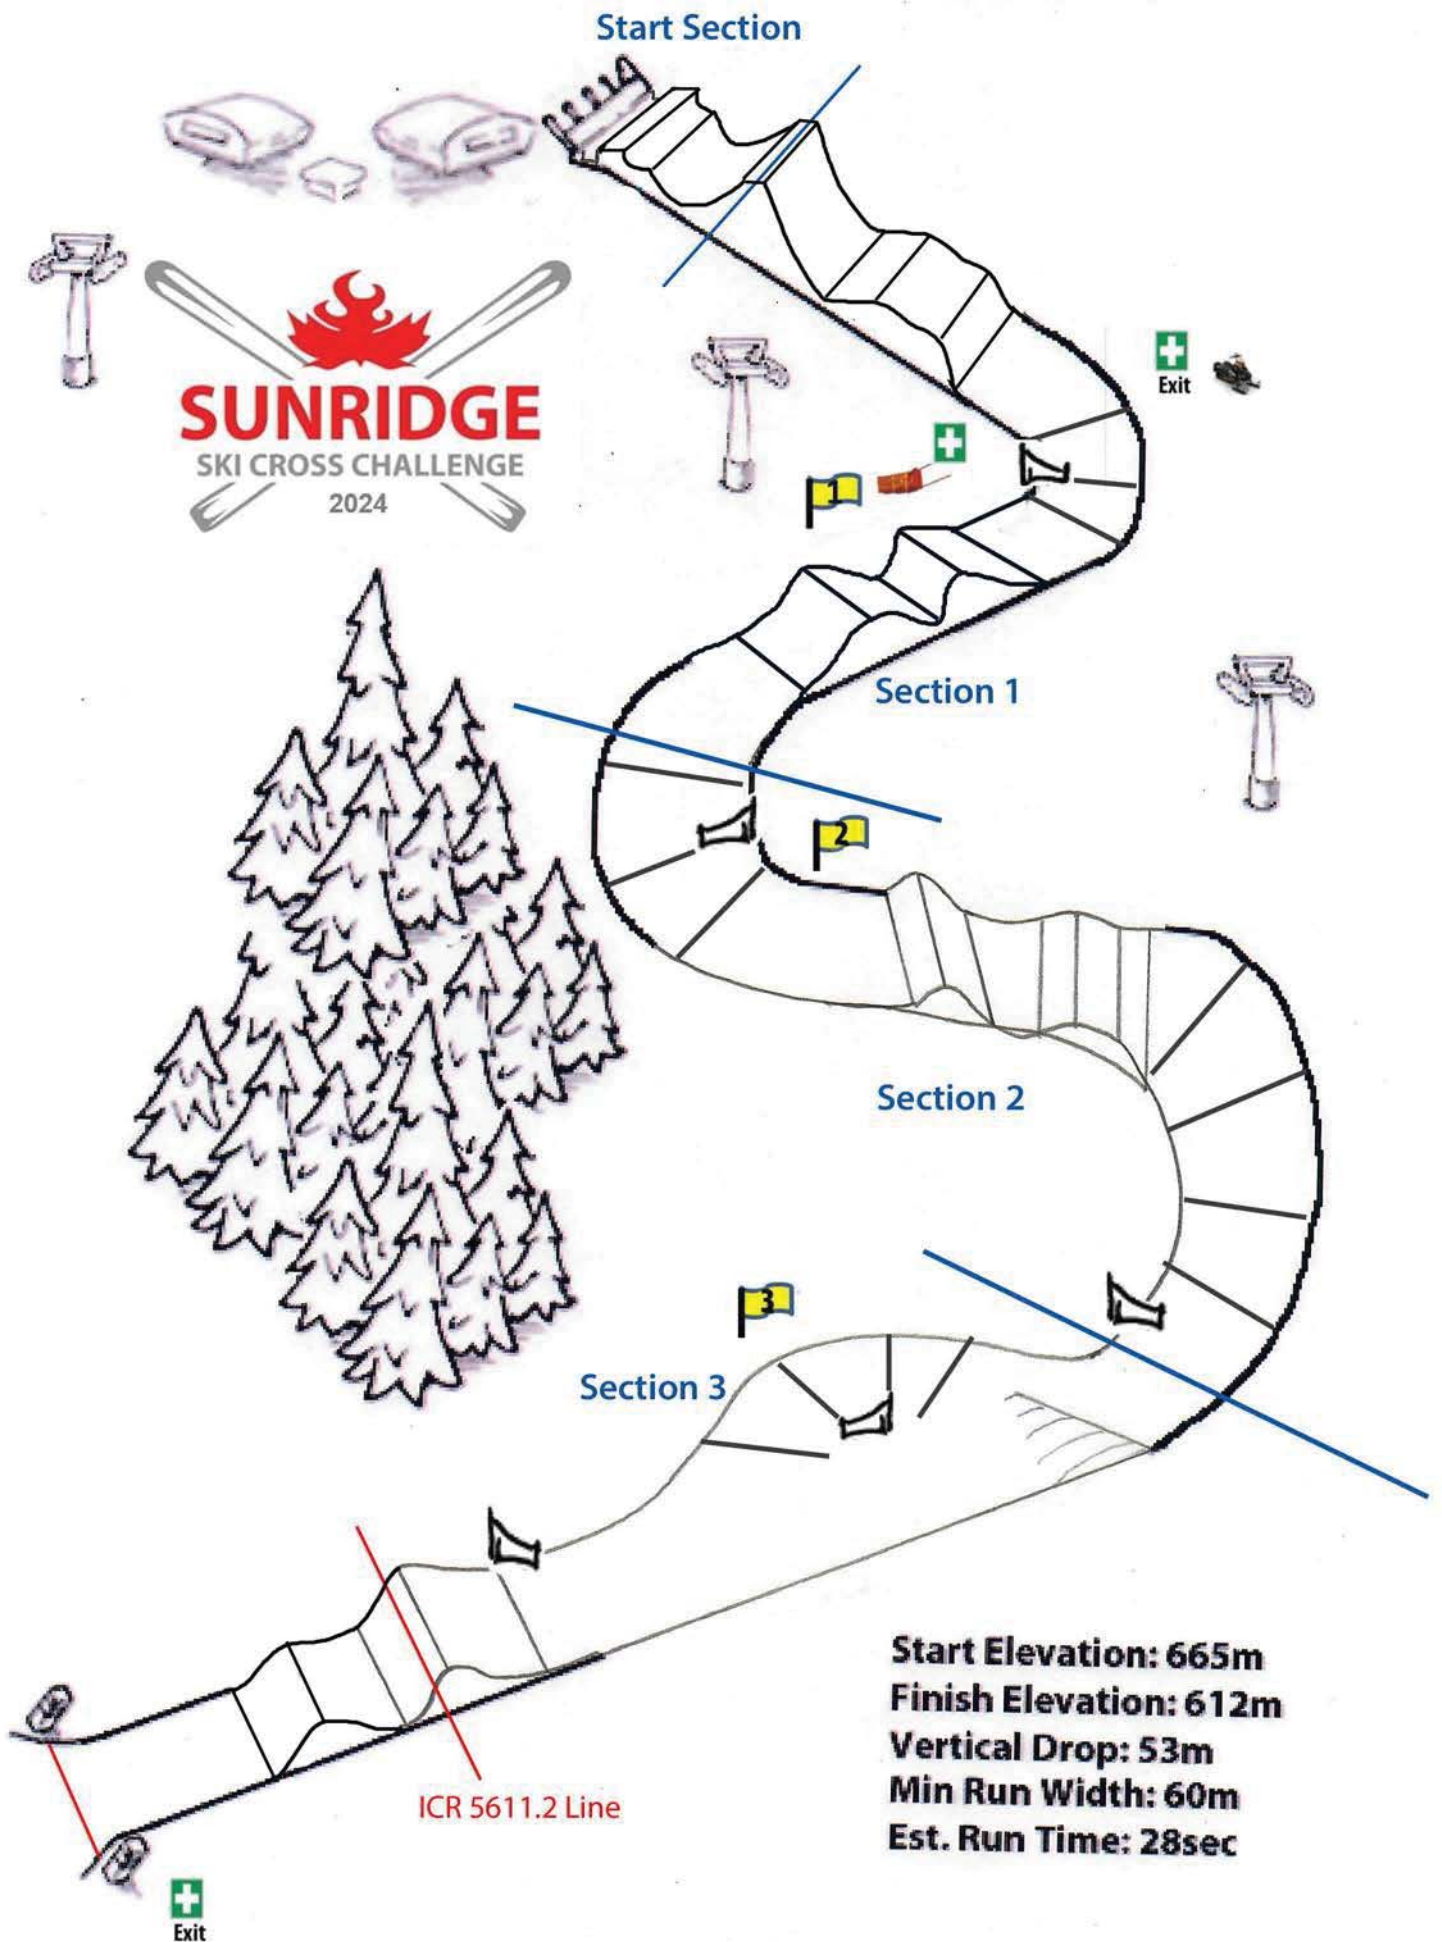 Start Section
SUNRIDGE
SKI CROSS CHALLENGE
2024
Exit
1
Section 1
2
Section 2
3
Section 3
ICR 5611.2 Line
Start Elevation: 665m
Finish Elevation: 612m
Vertical Drop: 53m
Min Run Width: 60m
Est. Run Time: 28sec
Exit